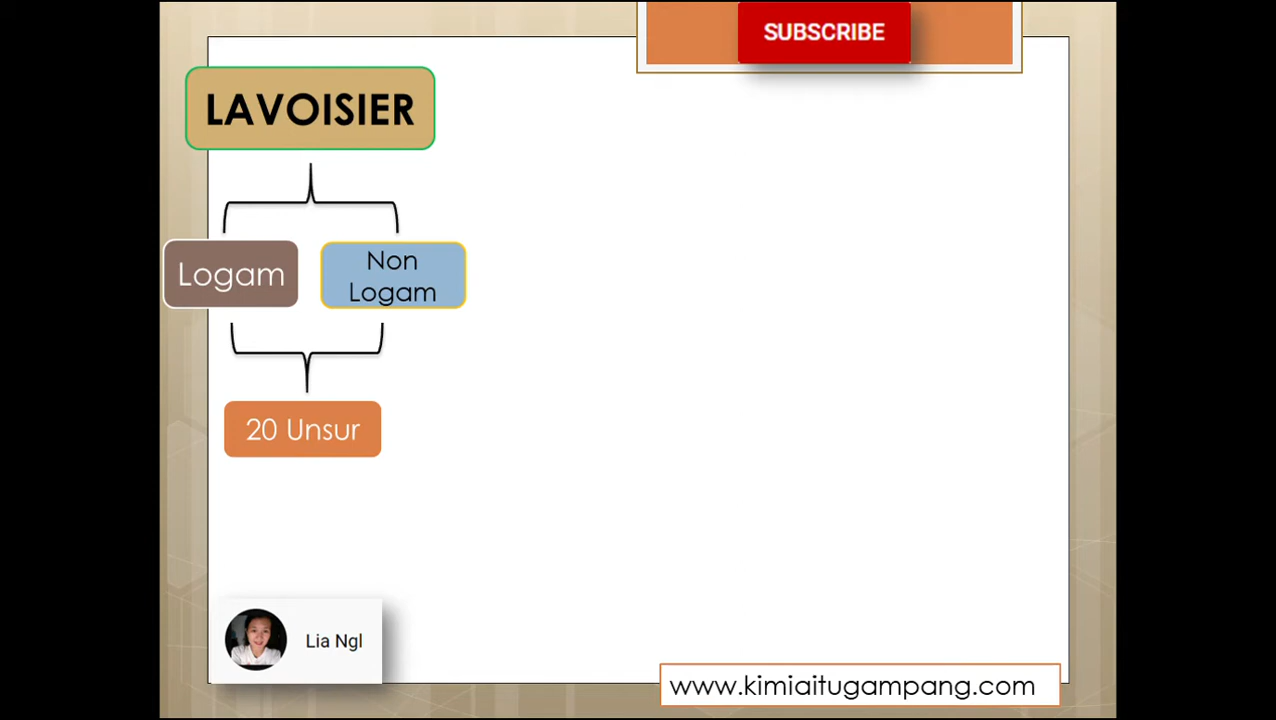 SUBSCRIBE
LAVOISIER
Logam
Non
Logam
20 Unsur
Lia Ngl
www.kimiaitugampang.com